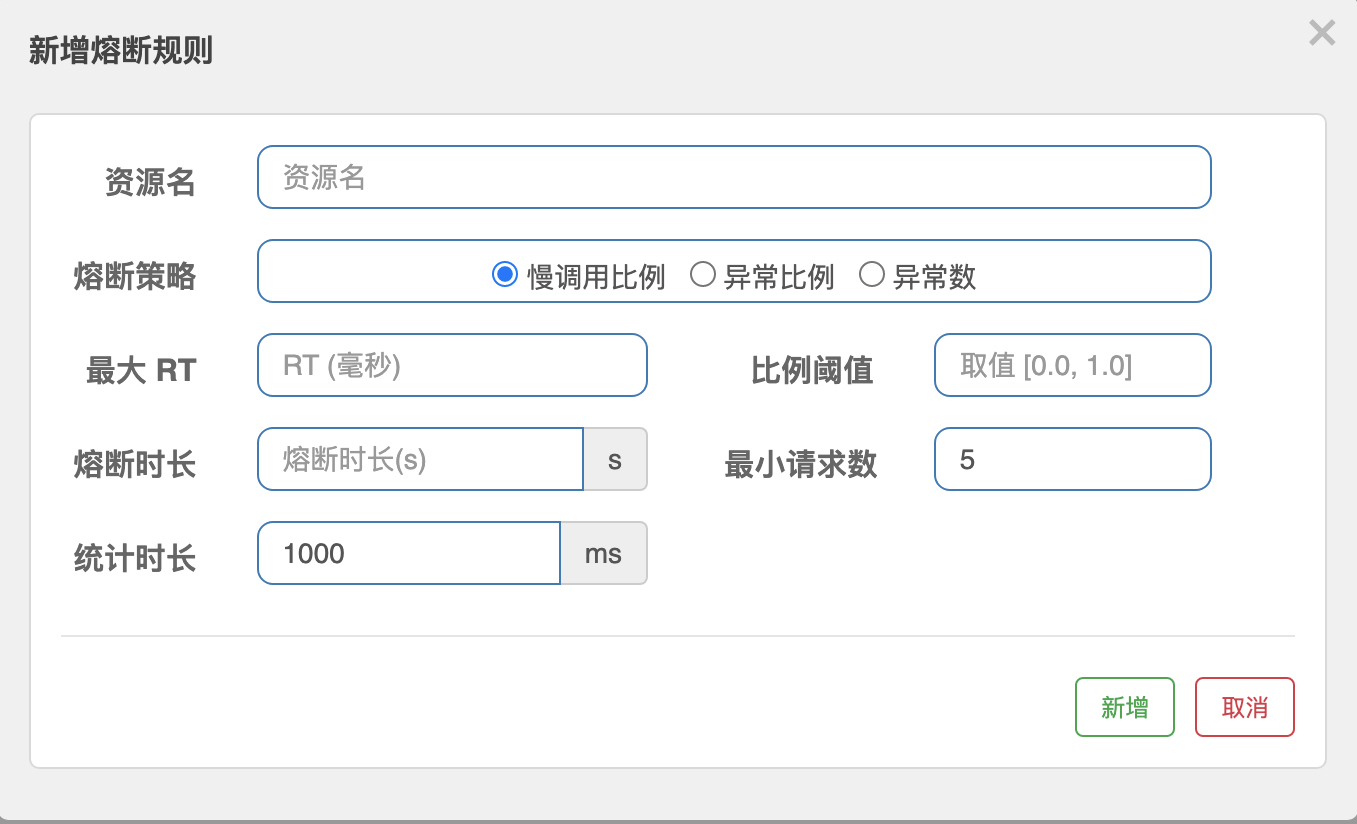 新增熔断规则
资源名 资源名
熔断策略 慢调用比例 异常比例 异常数
最大 RT RT (毫秒) 比例阈值 取值 [0.0, 1.0]
熔断时长 熔断时长(s) s 最小请求数 5
统计时长 1000 ms
新增 取消